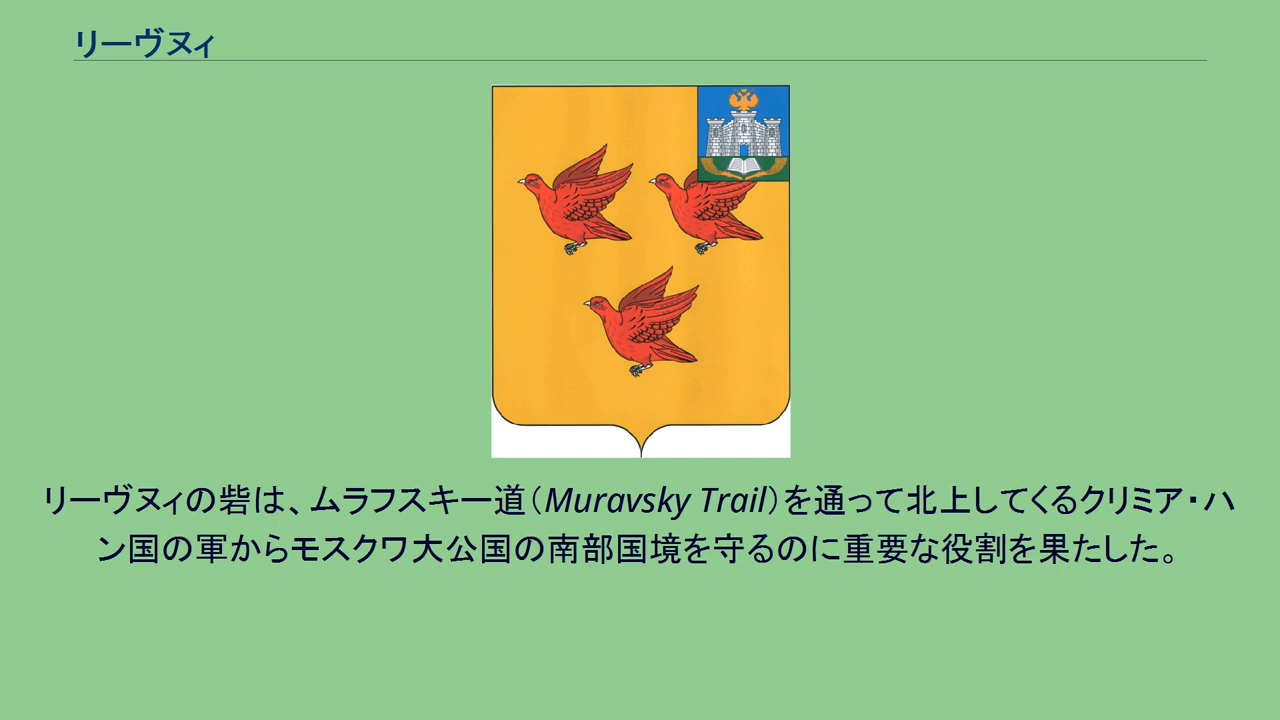 リーヴヌィ
リーヴヌィの砦は、ムラフスキー道（Muravsky Trail）を通って北上してくるクリミア・ハ
ン国の軍からモスクワ大公国の南部国境を守るのに重要な役割を果たした。